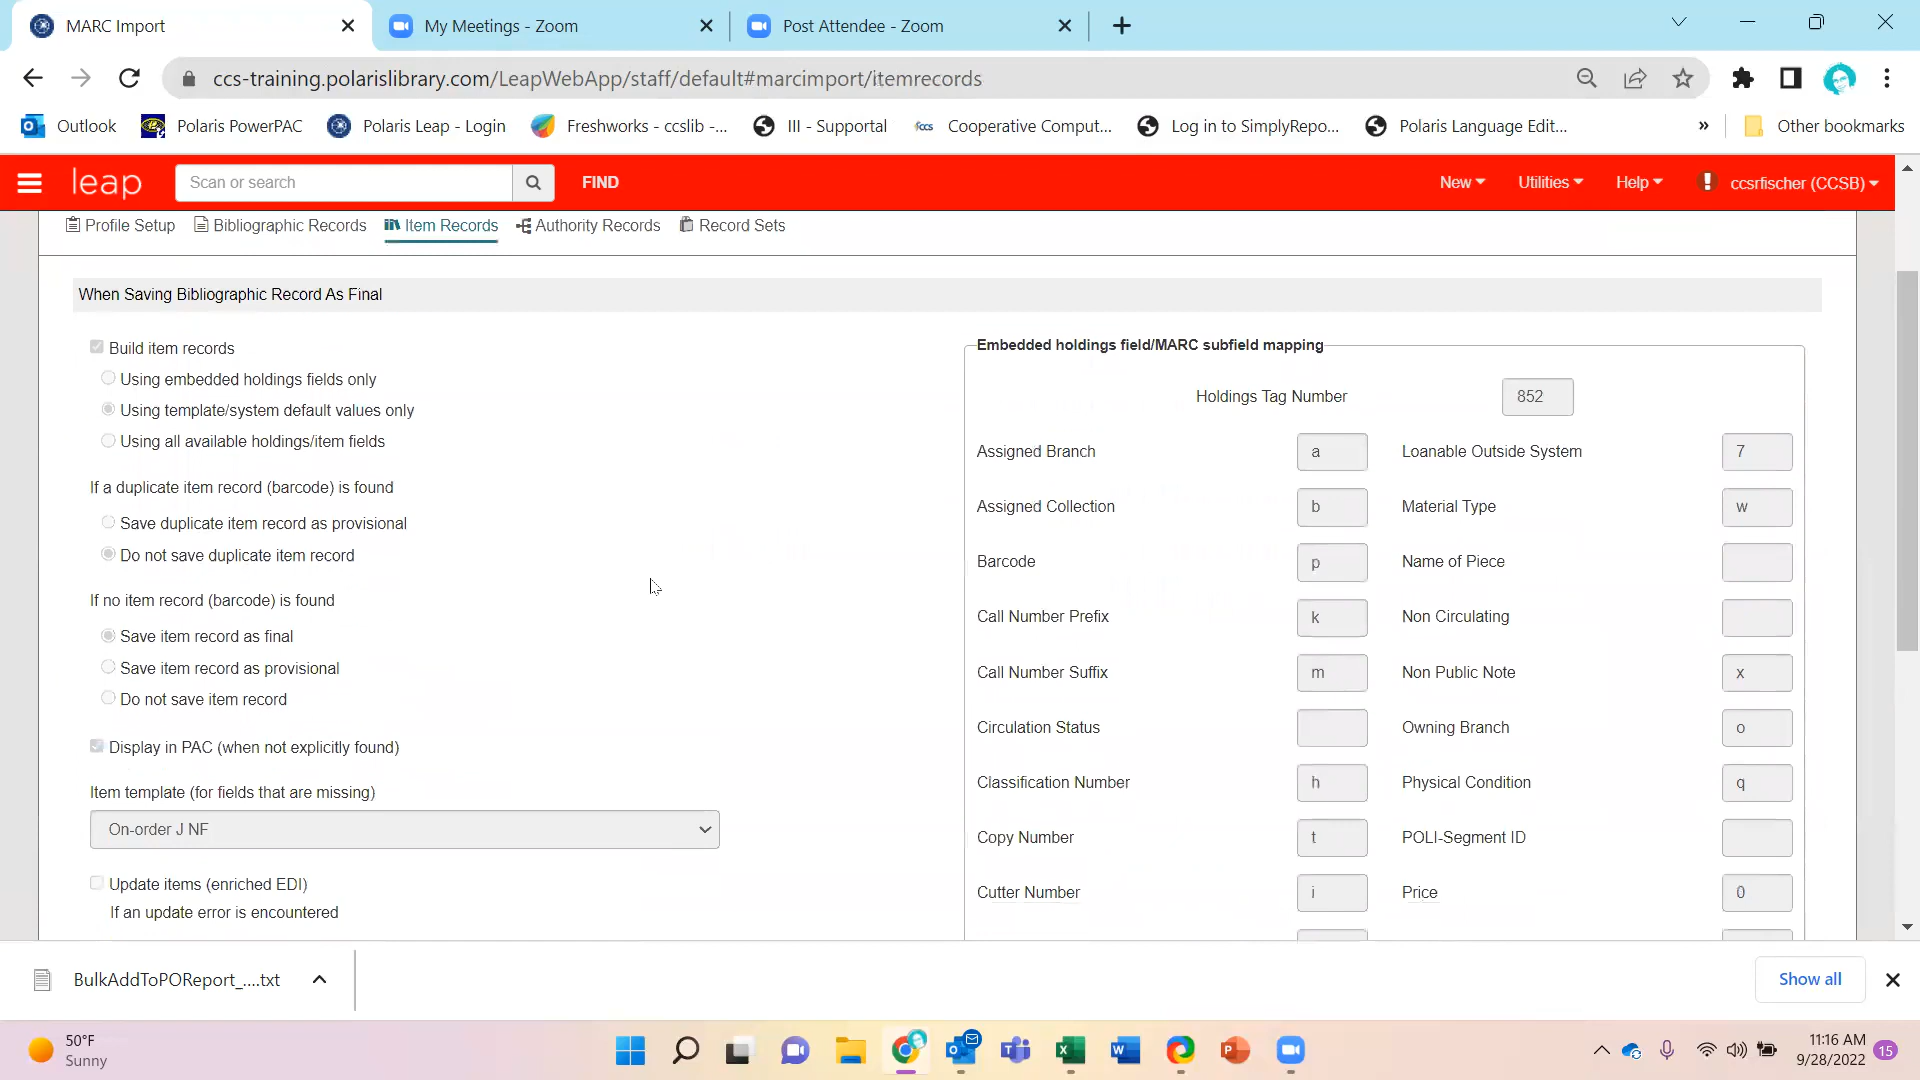 MARC Import
My Meetings - Zoom
Post Attendee - Zoom
ccs-training.polarislibrary.com/LeapWebApp/staff/default#marcimport/itemrecords
Outlook
Polaris PowerPAC
Polaris Leap - Login
Freshworks - ccslib -...
III - Supportal
ccs
Cooperative Comput...
Log in to SimplyRepo...
Polaris Language Edit...
»
Other bookmarks
leap
Scan or search
FIND
New
Utilities
Help
ccsrfischer (CCSB)
Profile Setup
Bibliographic Records
Item Records
Authority Records
Record Sets
When Saving Bibliographic Record As Final
Build item records
Using embedded holdings fields only
Using template/system default values only
Using all available holdings/item fields
If a duplicate item record (barcode) is found
Save duplicate item record as provisional
Do not save duplicate item record
If no item record (barcode) is found
Save item record as final
Save item record as provisional
Do not save item record
Display in PAC (when not explicitly found)
Item template (for fields that are missing)
On-order J NF
Update items (enriched EDI)
If an update error is encountered
Embedded holdings field/MARC subfield mapping
Holdings Tag Number 852
Assigned Branch a Loanable Outside System 7
Assigned Collection b Material Type w
Barcode p Name of Piece
Call Number Prefix k Non Circulating
Call Number Suffix m Non Public Note x
Circulation Status Owning Branch o
Classification Number h Physical Condition q
Copy Number t POLI-Segment ID
Cutter Number i Price 0
BulkAddToPOReport_....txt
Show all
50°F
Sunny
11:16 AM
9/28/2022
15